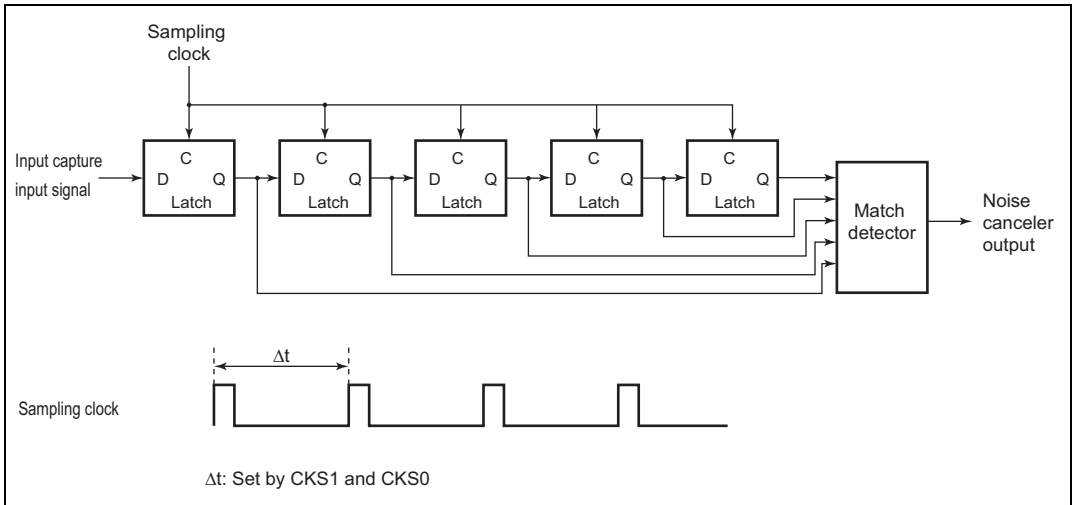 Sampling
clock
Input capture
input signal
C
D Q
Latch
C
D Q
Latch
C
D Q
Latch
C
D Q
Latch
C
D Q
Latch
Match
detector
Noise
canceler
output
Δt
Sampling clock
Δt: Set by CKS1 and CKS0